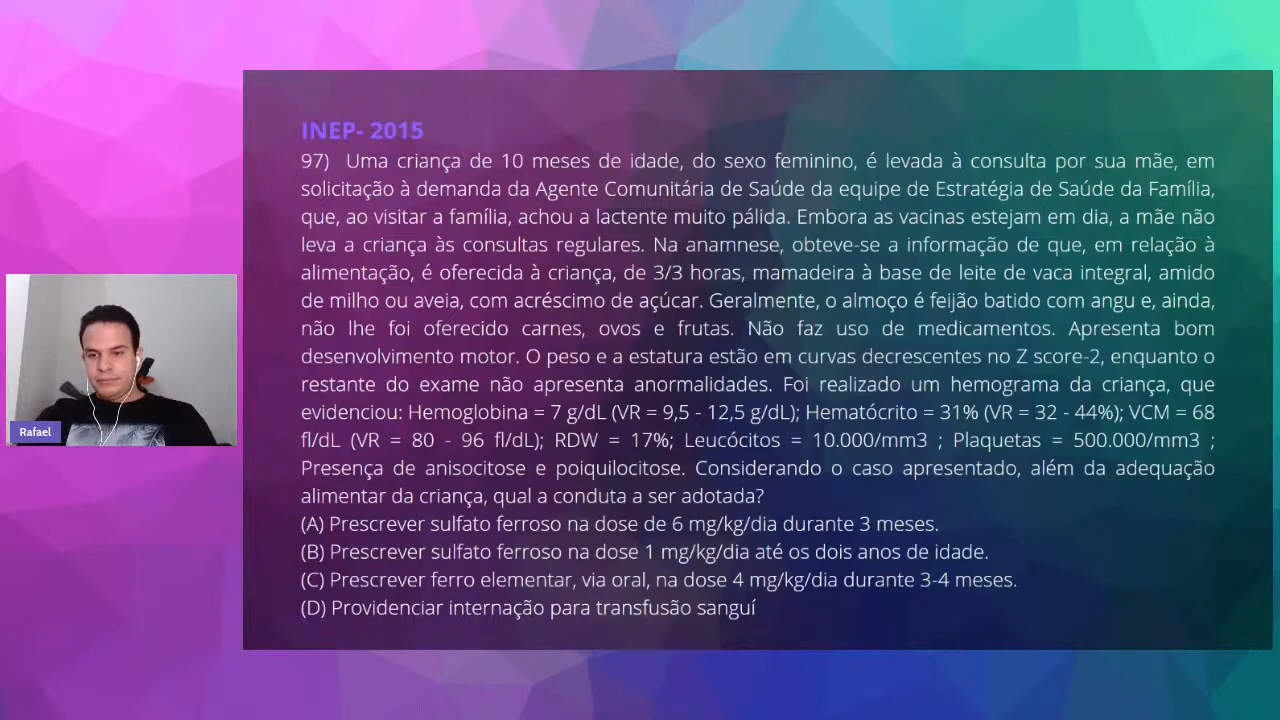 INEP- 2015
97) Uma criança de 10 meses de idade, do sexo feminino, é levada à consulta por sua mãe, em
solicitação à demanda da Agente Comunitária de Saúde da equipe de Estratégia de Saúde da Família,
que, ao visitar a família, achou a lactente muito pálida. Embora as vacinas estejam em dia, a mãe não
leva a criança às consultas regulares. Na anamnese, obteve-se a informação de que, em relação à
alimentação, é oferecida à criança, de 3/3 horas, mamadeira à base de leite de vaca integral, amido
de milho ou aveia, com acréscimo de açúcar. Geralmente, o almoço é feijão batido com angu e, ainda,
não lhe foi oferecido carnes, ovos e frutas. Não faz uso de medicamentos. Apresenta bom
desenvolvimento motor. O peso e a estatura estão em curvas decrescentes no Z score-2, enquanto o
restante do exame não apresenta anormalidades. Foi realizado um hemograma da criança, que
evidenciou: Hemoglobina = 7 g/dL (VR = 9,5 - 12,5 g/dL); Hematócrito = 31% (VR = 32 - 44%); VCM = 68
fl/dL (VR = 80 - 96 fl/dL); RDW = 17%; Leucócitos = 10.000/mm3 ; Plaquetas = 500.000/mm3 ;
Presença de anisocitose e poiquilocitose. Considerando o caso apresentado, além da adequação
alimentar da criança, qual a conduta a ser adotada?
(A) Prescrever sulfato ferroso na dose de 6 mg/kg/dia durante 3 meses.
(B) Prescrever sulfato ferroso na dose 1 mg/kg/dia até os dois anos de idade.
(C) Prescrever ferro elementar, via oral, na dose 4 mg/kg/dia durante 3-4 meses.
(D) Providenciar internação para transfusão sanguí
Rafael